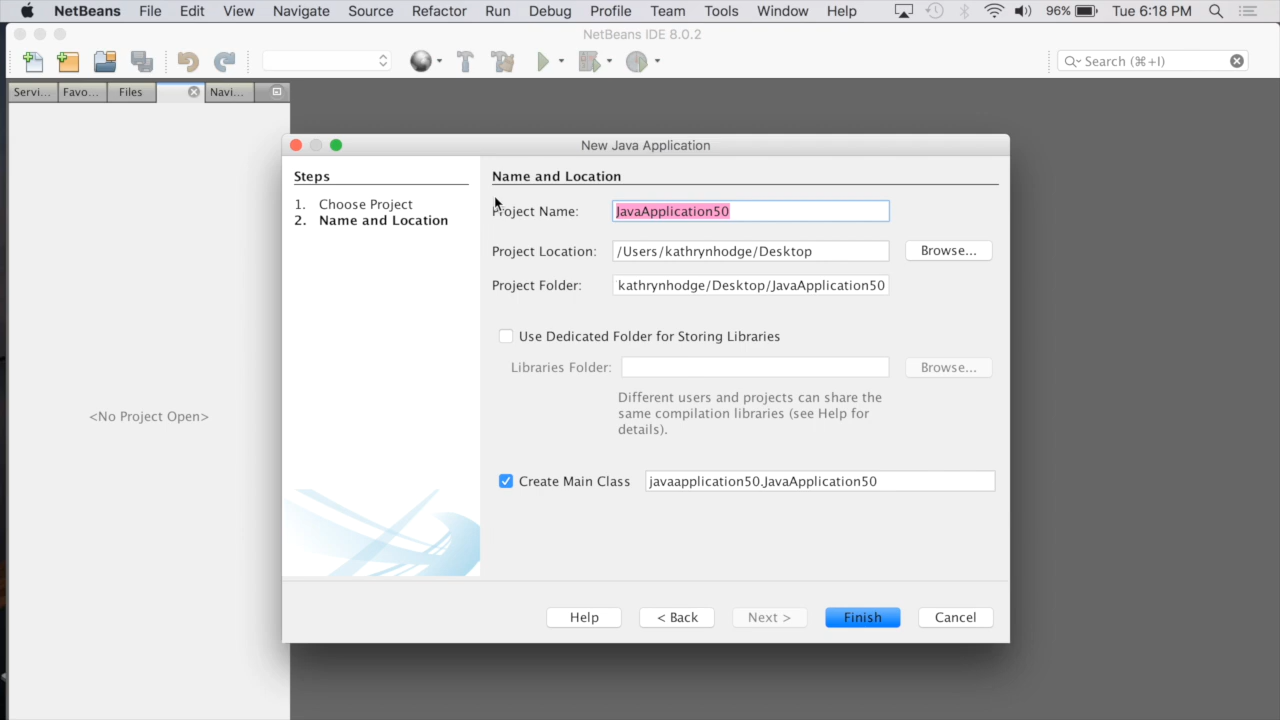 NetBeans File Edit View Navigate Source Refactor Run Debug Profile Team Tools Window Help 96% Tue 6:18 PM
NetBeans IDE 8.0.2
Search (⌘+I)
Servi... Favo... Files Navi...
New Java Application
Steps
1. Choose Project
2. Name and Location
Name and Location
Project Name: JavaApplication50
Project Location: /Users/kathrynhodge/Desktop Browse...
Project Folder: kathrynhodge/Desktop/JavaApplication50
Use Dedicated Folder for Storing Libraries
Libraries Folder: Browse...
Different users and projects can share the
same compilation libraries (see Help for
details).
<No Project Open>
Create Main Class javaapplication50.JavaApplication50
Help < Back Next > Finish Cancel